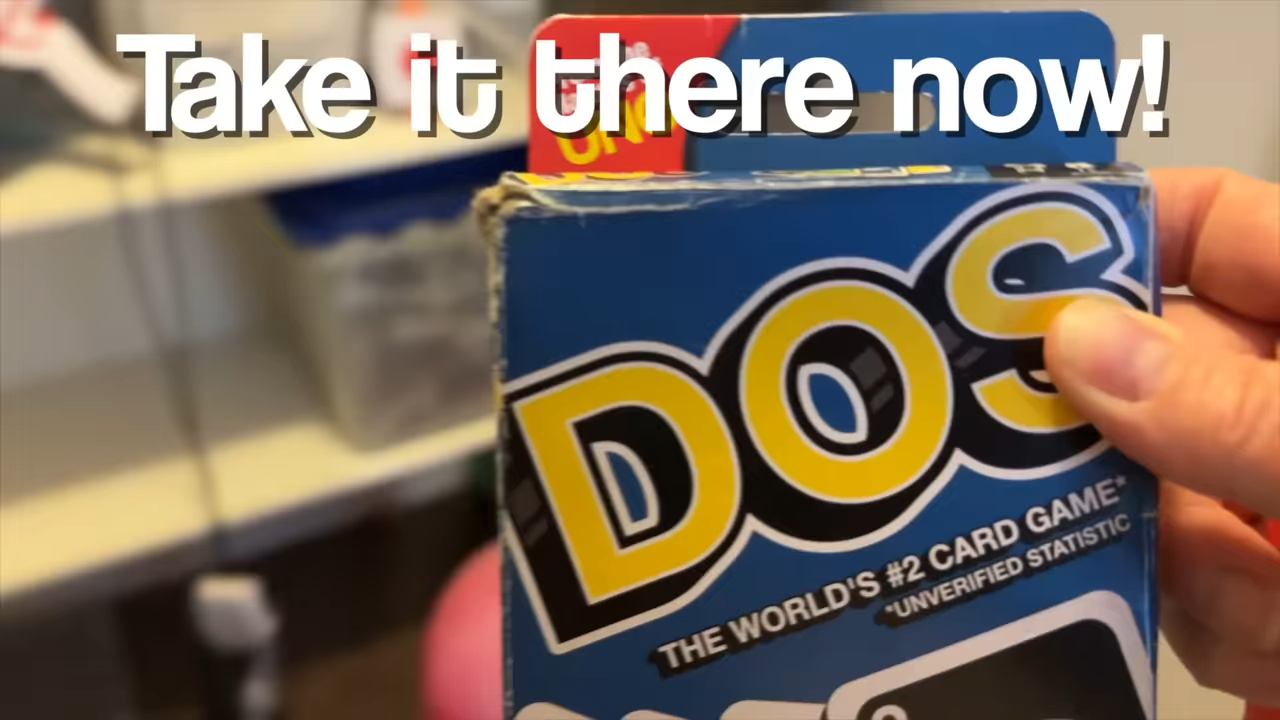 Take it there now!
UNO
DOS
THE WORLD'S #2 CARD GAME*
*UNVERIFIED STATISTIC